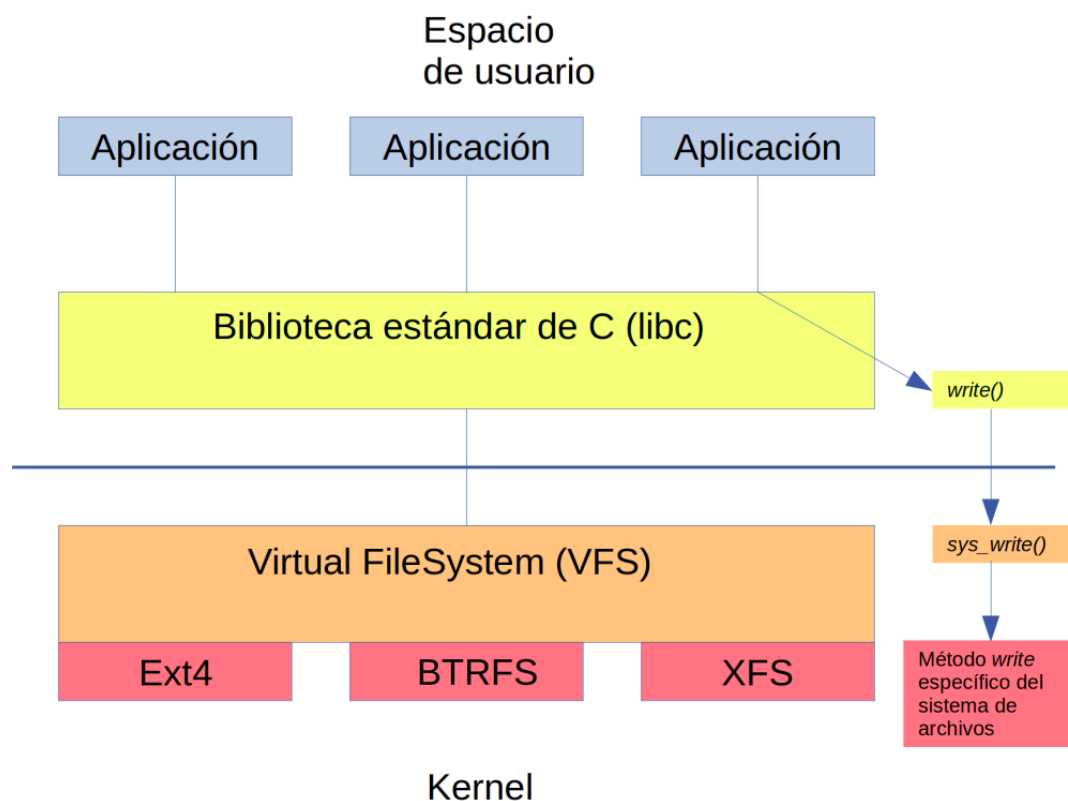 Espacio
de usuario
Aplicación
Aplicación
Aplicación
Biblioteca estándar de C (libc)
write()
sys_write()
Virtual FileSystem (VFS)
Ext4
BTRFS
XFS
Método write
específico del
sistema de
archivos
Kernel